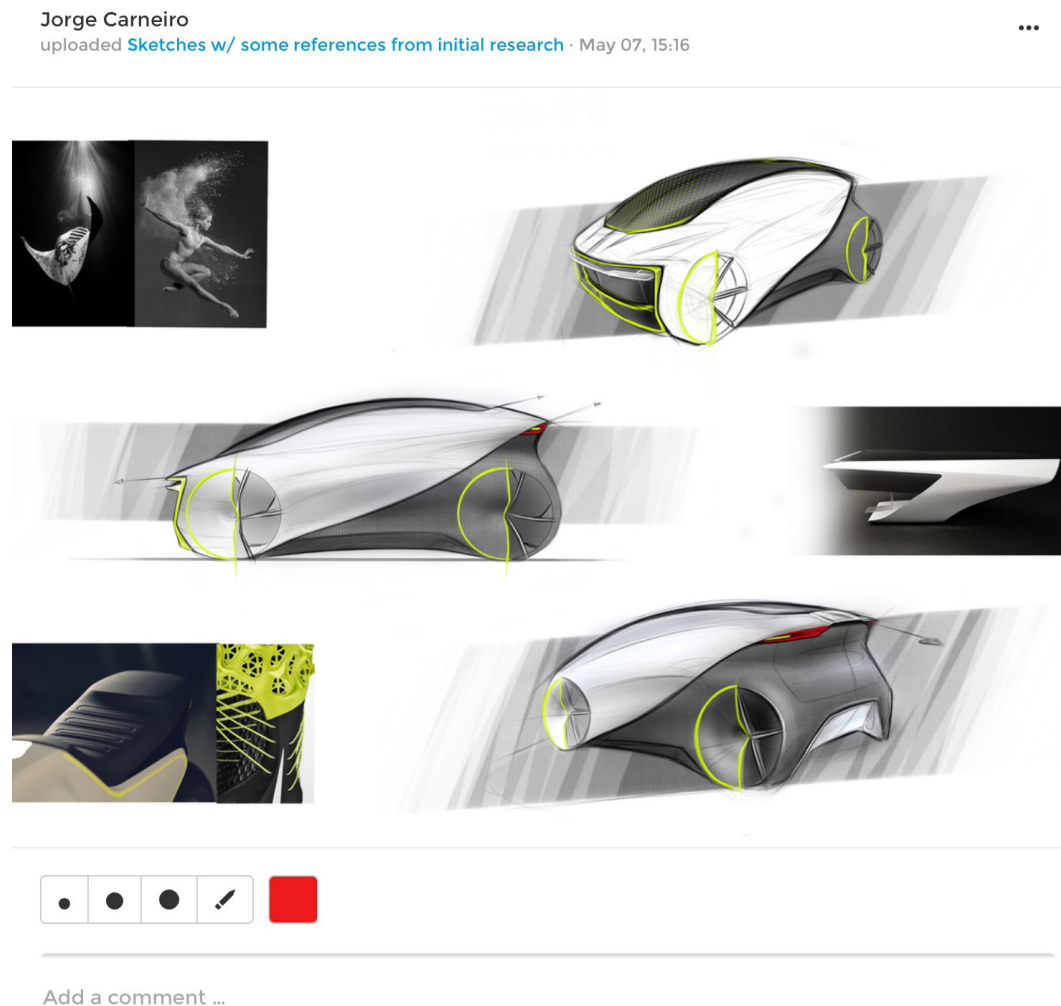 Jorge Carneiro
uploaded Sketches w/ some references from initial research · May 07, 15:16
Add a comment ...